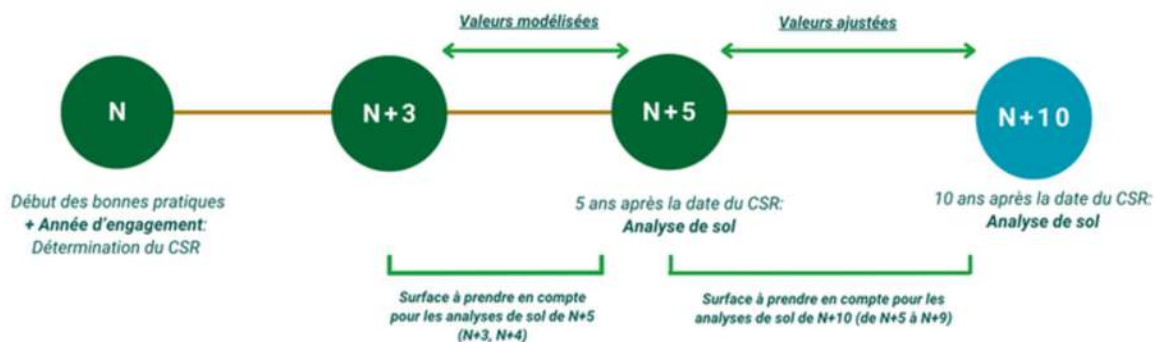 Valeurs modélisées
Valeurs ajustées
N
N+3
N+5
N+10
Début des bonnes pratiques
+ Année d'engagement:
Détermination du CSR
5 ans après la date du CSR:
Analyse de sol
10 ans après la date du CSR:
Analyse de sol
Surface à prendre en compte
pour les analyses de sol de N+5
(N+3, N+4)
Surface à prendre en compte pour les
analyses de sol de N+10 (de N+5 à N+9)